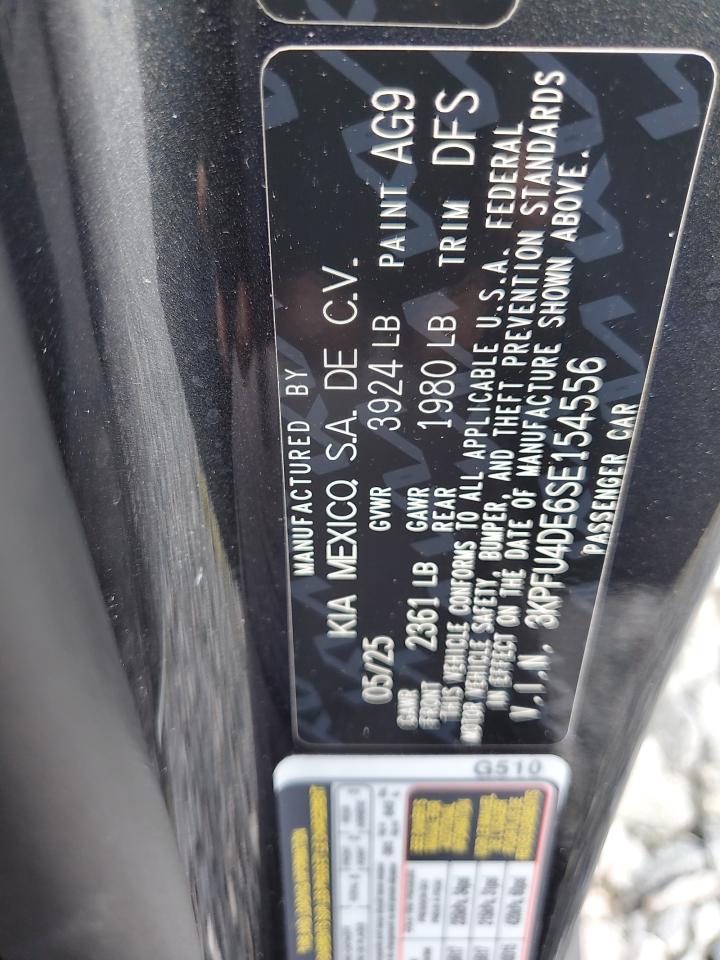 MANUFACTURED BY
KIA MEXICO, S.A. DE C.V.
05/25 GVWR 3924 LB PAINT AG9
GAWR FRONT 2361 LB GAWR REAR 1980 LB TRIM DFS
THIS VEHICLE CONFORMS TO ALL APPLICABLE U.S.A. FEDERAL
MOTOR VEHICLE SAFETY, BUMPER, AND THEFT PREVENTION STANDARDS
IN EFFECT ON THE DATE OF MANUFACTURE SHOWN ABOVE.
V.I.N. 3KPFU4DE6SE154556
PASSENGER CAR
G510